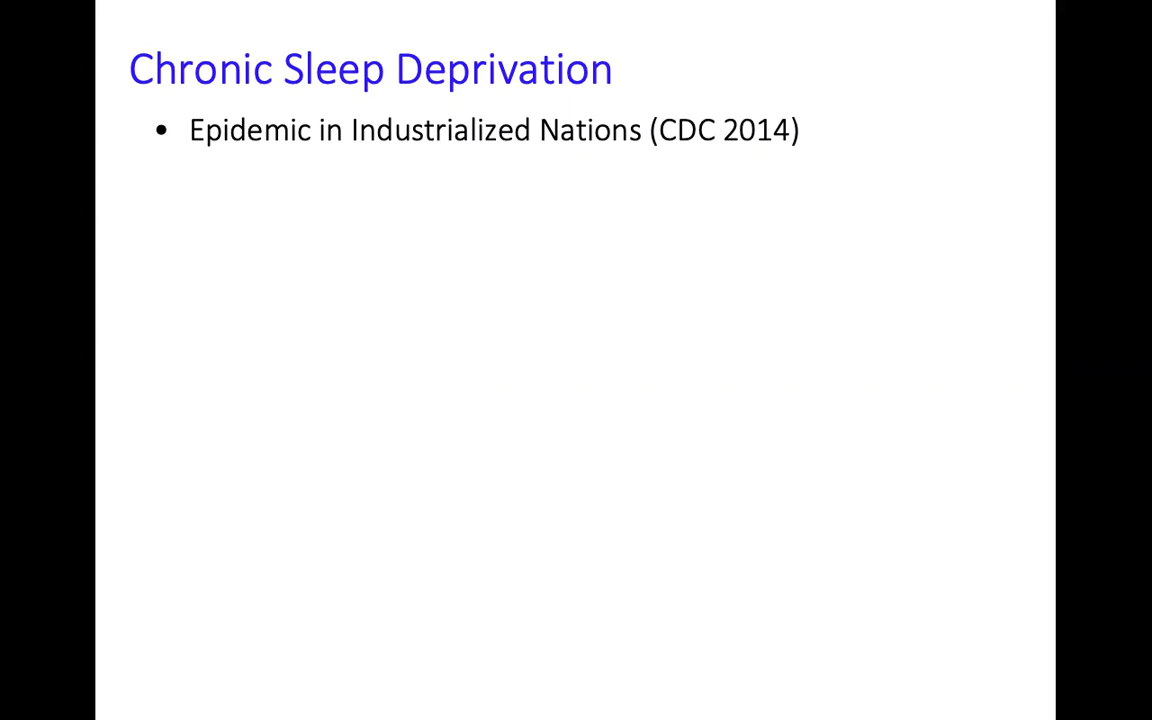 Chronic Sleep Deprivation
• Epidemic in Industrialized Nations (CDC 2014)